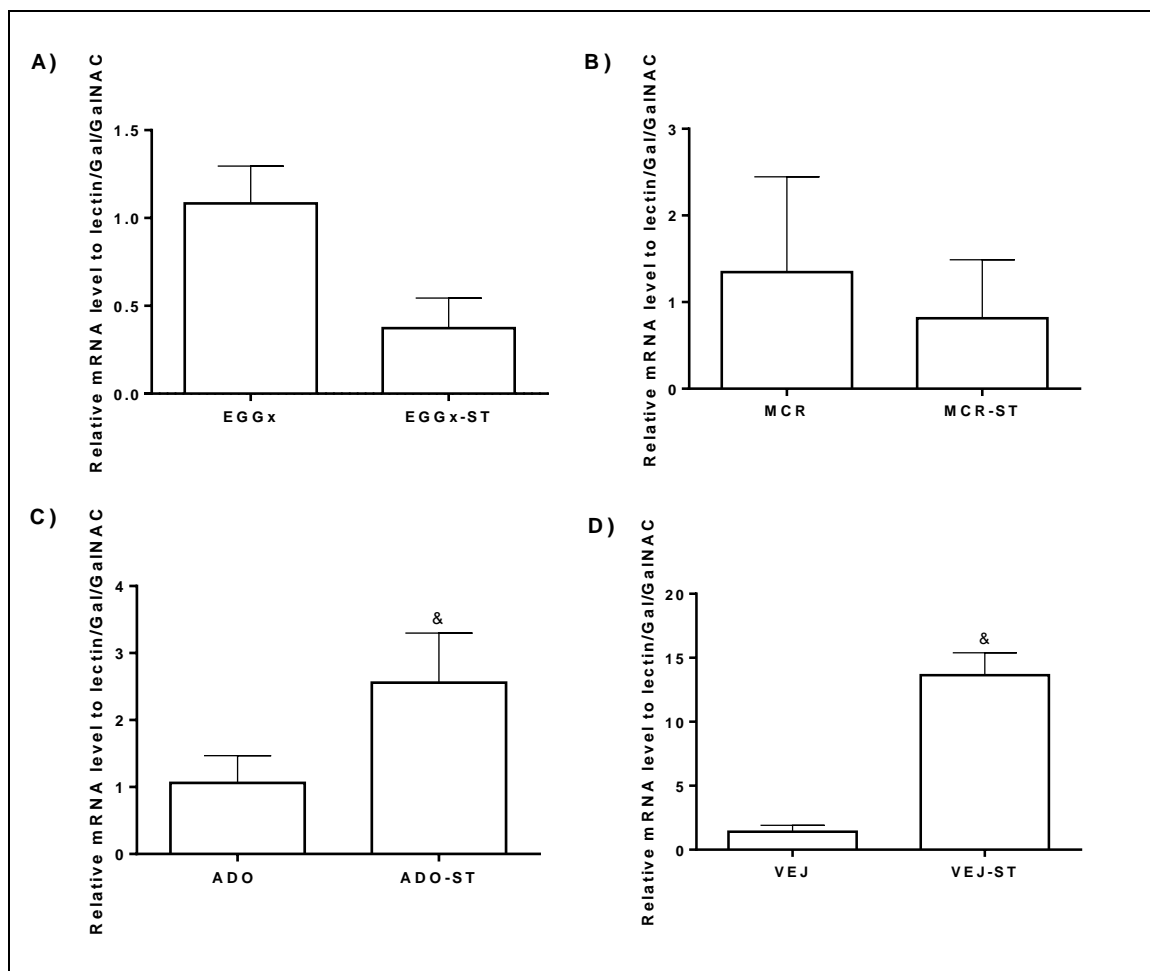 A)
Relative mRNA level to lectin/Gal/GalNAC
1.5
1.0
0.5
0.0
EGGx
EGGx-ST
B)
Relative mRNA level to lectin/Gal/GalNAC
3
2
1
0
MCR
MCR-ST
C)
Relative mRNA level to lectin/Gal/GalNAC
4
3
2
1
0
&
ADO
ADO-ST
D)
Relative mRNA level to lectin/Gal/GalNAC
20
15
10
5
0
&
VEJ
VEJ-ST